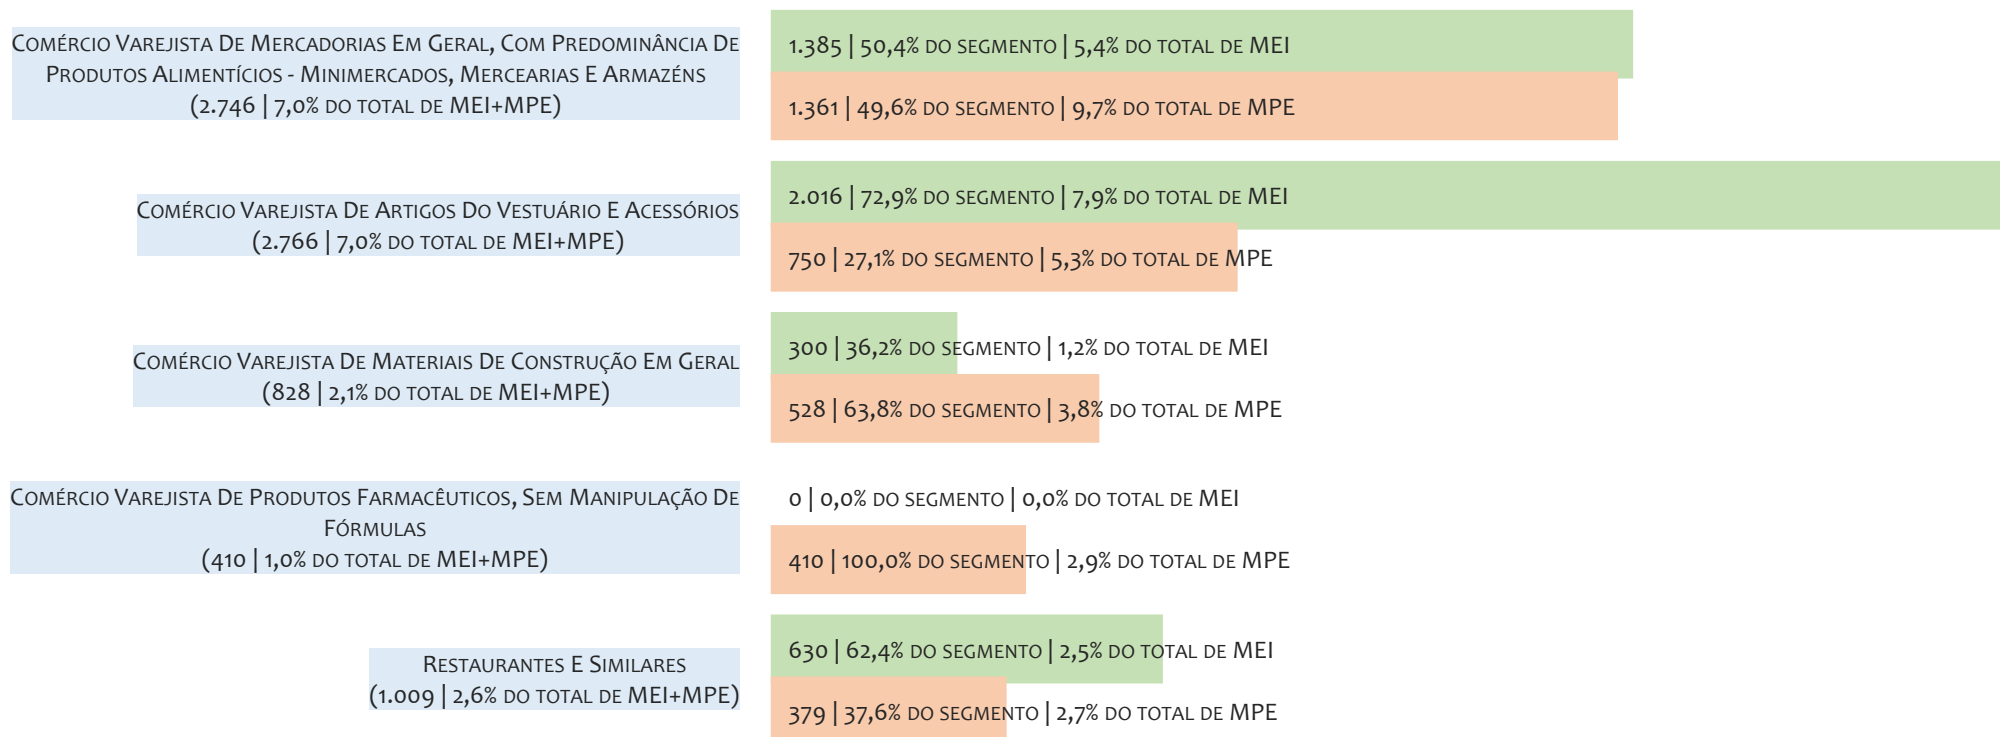 Comércio Varejista De Mercadorias Em Geral, Com Predominância De
Produtos Alimentícios - Minimercados, Mercearias E Armazéns
(2.746 | 7,0% do total de MEI+MPE)
1.385 | 50,4% do segmento | 5,4% do total de MEI
1.361 | 49,6% do segmento | 9,7% do total de MPE
Comércio Varejista De Artigos Do Vestuário E Acessórios
(2.766 | 7,0% do total de MEI+MPE)
2.016 | 72,9% do segmento | 7,9% do total de MEI
750 | 27,1% do segmento | 5,3% do total de MPE
Comércio Varejista De Materiais De Construção Em Geral
(828 | 2,1% do total de MEI+MPE)
300 | 36,2% do segmento | 1,2% do total de MEI
528 | 63,8% do segmento | 3,8% do total de MPE
Comércio Varejista De Produtos Farmacêuticos, Sem Manipulação De
Fórmulas
(410 | 1,0% do total de MEI+MPE)
0 | 0,0% do segmento | 0,0% do total de MEI
410 | 100,0% do segmento | 2,9% do total de MPE
Restaurantes E Similares
(1.009 | 2,6% do total de MEI+MPE)
630 | 62,4% do segmento | 2,5% do total de MEI
379 | 37,6% do segmento | 2,7% do total de MPE